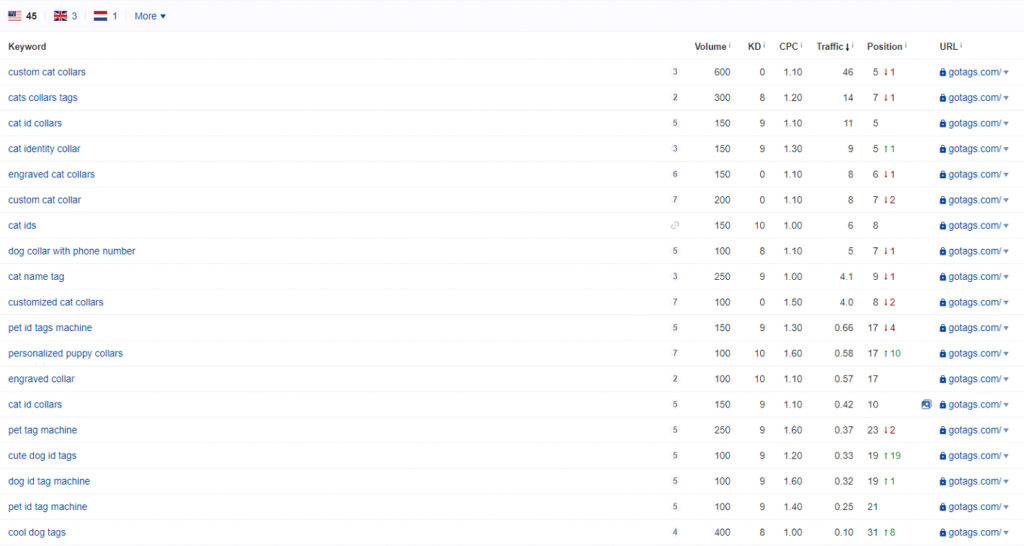 45 3 1 More
Keyword Volume KD CPC Traffic Position URL
custom cat collars 3 600 0 1.10 46 5 ↓1 gotags.com/
cats collars tags 2 300 8 1.20 14 7 ↓1 gotags.com/
cat id collars 5 150 9 1.10 11 5 gotags.com/
cat identity collar 3 150 9 1.30 9 5 ↑1 gotags.com/
engraved cat collars 6 150 0 1.10 8 6 ↓1 gotags.com/
custom cat collar 7 200 0 1.10 8 7 ↓2 gotags.com/
cat ids 150 10 1.00 6 8 gotags.com/
dog collar with phone number 5 100 8 1.10 5 7 ↓1 gotags.com/
cat name tag 3 250 9 1.00 4.1 9 ↓1 gotags.com/
customized cat collars 7 100 0 1.50 4.0 8 ↓2 gotags.com/
pet id tags machine 5 150 9 1.30 0.66 17 ↓4 gotags.com/
personalized puppy collars 7 100 10 1.60 0.58 17 ↑10 gotags.com/
engraved collar 2 100 10 1.10 0.57 17 gotags.com/
cat id collars 5 150 9 1.10 0.42 10 gotags.com/
pet tag machine 5 250 9 1.60 0.37 23 ↓2 gotags.com/
cute dog id tags 5 100 9 1.20 0.33 19 ↑19 gotags.com/
dog id tag machine 5 100 9 1.60 0.32 19 ↑1 gotags.com/
pet id tag machine 5 100 9 1.40 0.25 21 gotags.com/
cool dog tags 4 400 8 1.00 0.10 31 ↑8 gotags.com/